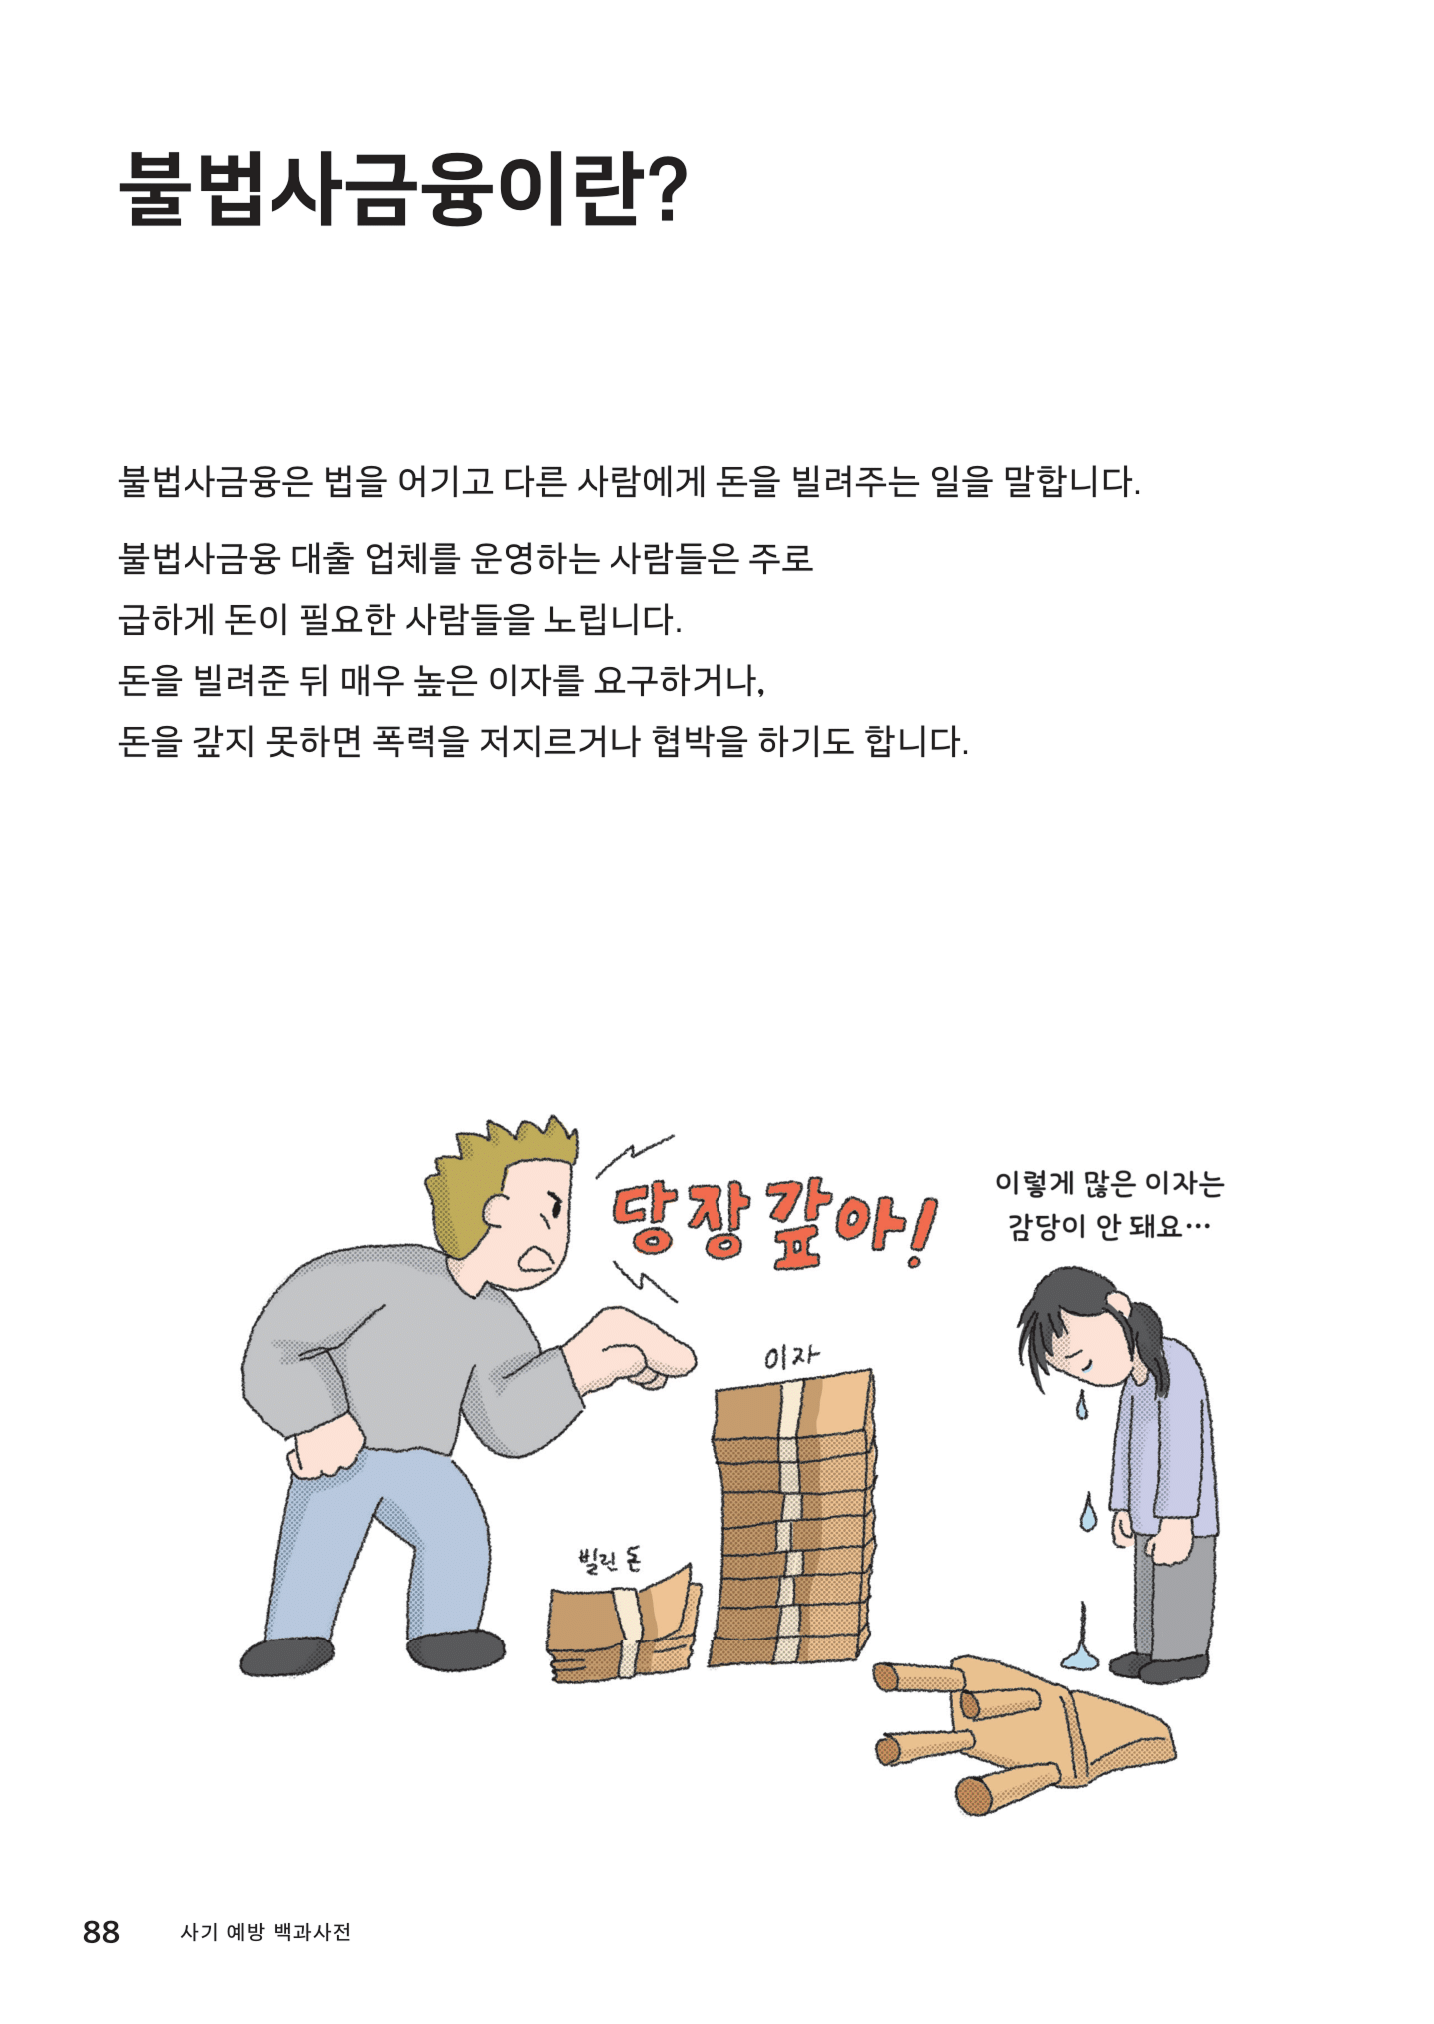 불법사금융이란?
불법사금융은 법을 어기고 다른 사람에게 돈을 빌려주는 일을 말합니다.
불법사금융 대출 업체를 운영하는 사람들은 주로
급하게 돈이 필요한 사람들을 노립니다.
돈을 빌려준 뒤 매우 높은 이자를 요구하거나,
돈을 갚지 못하면 폭력을 저지르거나 협박을 하기도 합니다.
당장 갚아!
이렇게 많은 이자는
감당이 안 돼요…
이자
빌린 돈
88 사기 예방 백과사전